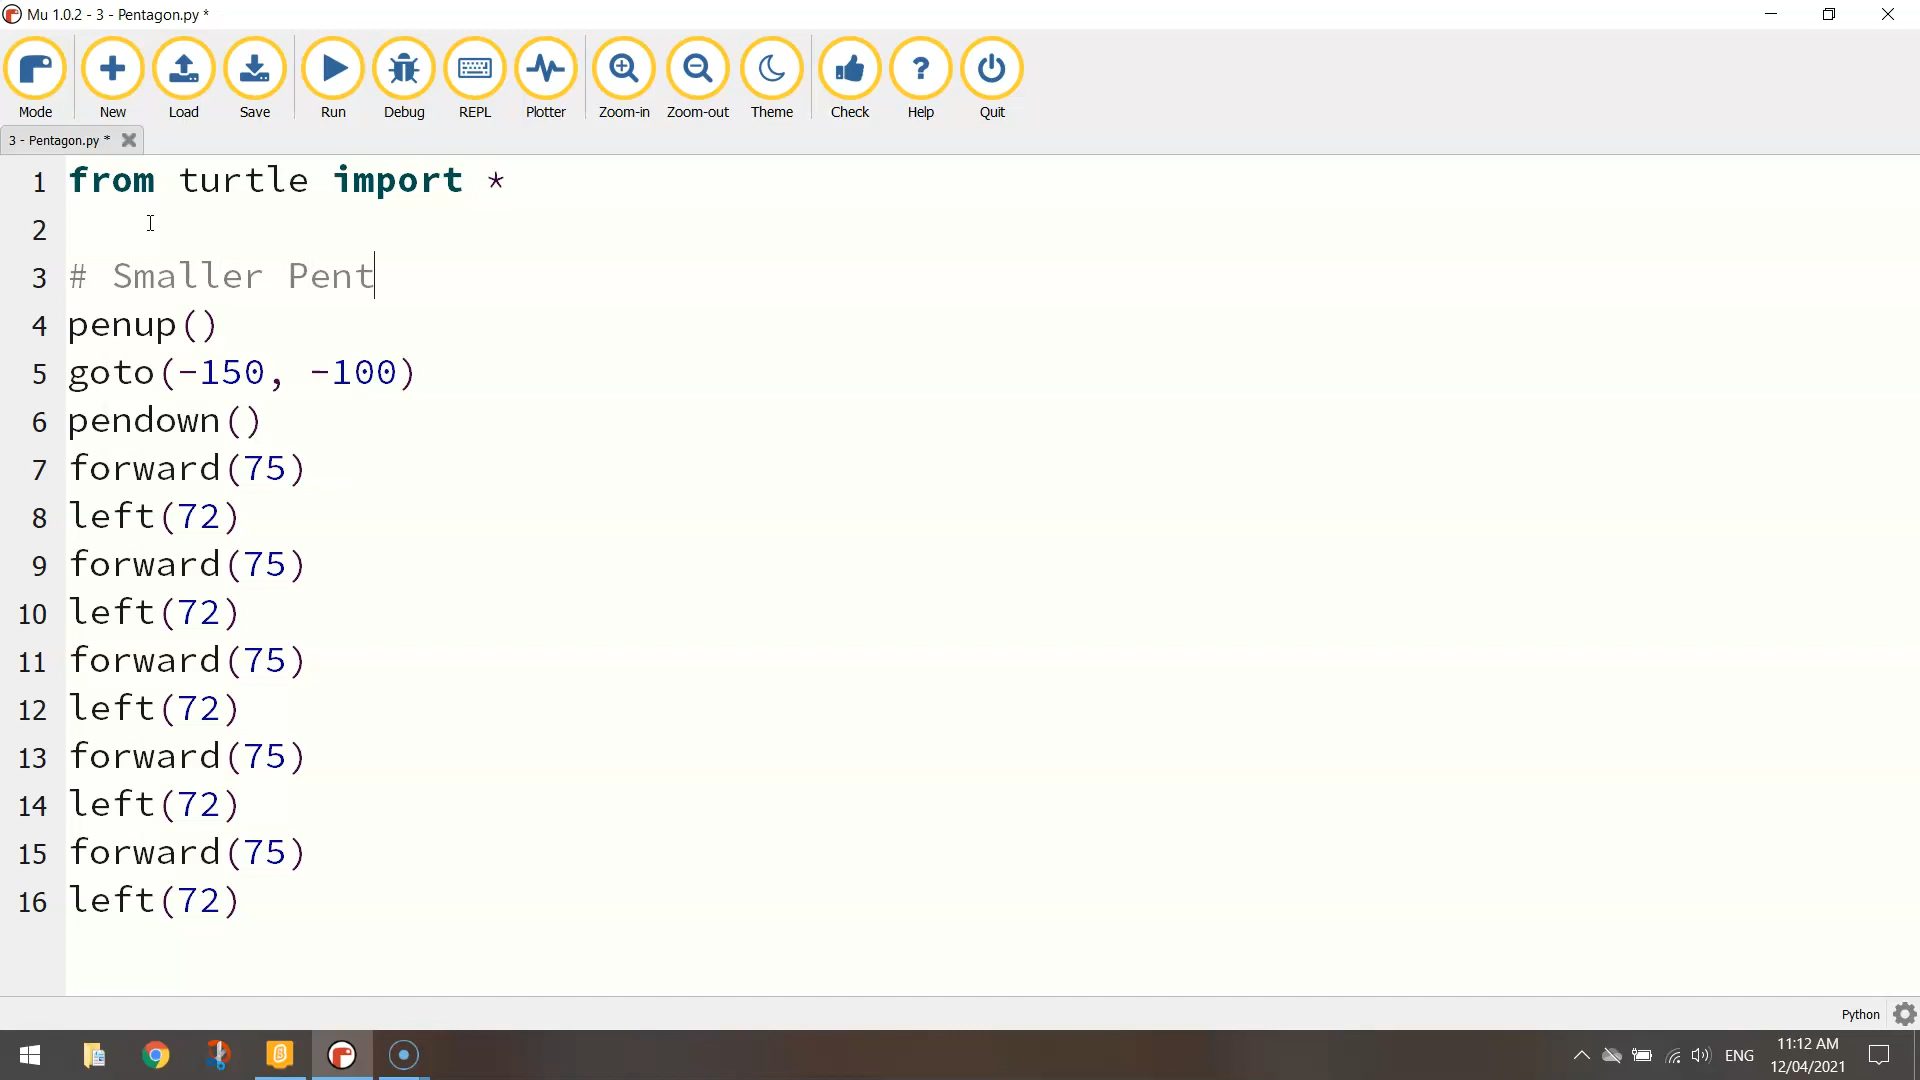 Mu 1.0.2 - 3 - Pentagon.py *
Mode New Load Save Run Debug REPL Plotter Zoom-in Zoom-out Theme Check Help Quit
3 - Pentagon.py *
1 from turtle import *
2
3 # Smaller Pent
4 penup()
5 goto(-150, -100)
6 pendown()
7 forward(75)
8 left(72)
9 forward(75)
10 left(72)
11 forward(75)
12 left(72)
13 forward(75)
14 left(72)
15 forward(75)
16 left(72)
Python
ENG
11:12 AM
12/04/2021